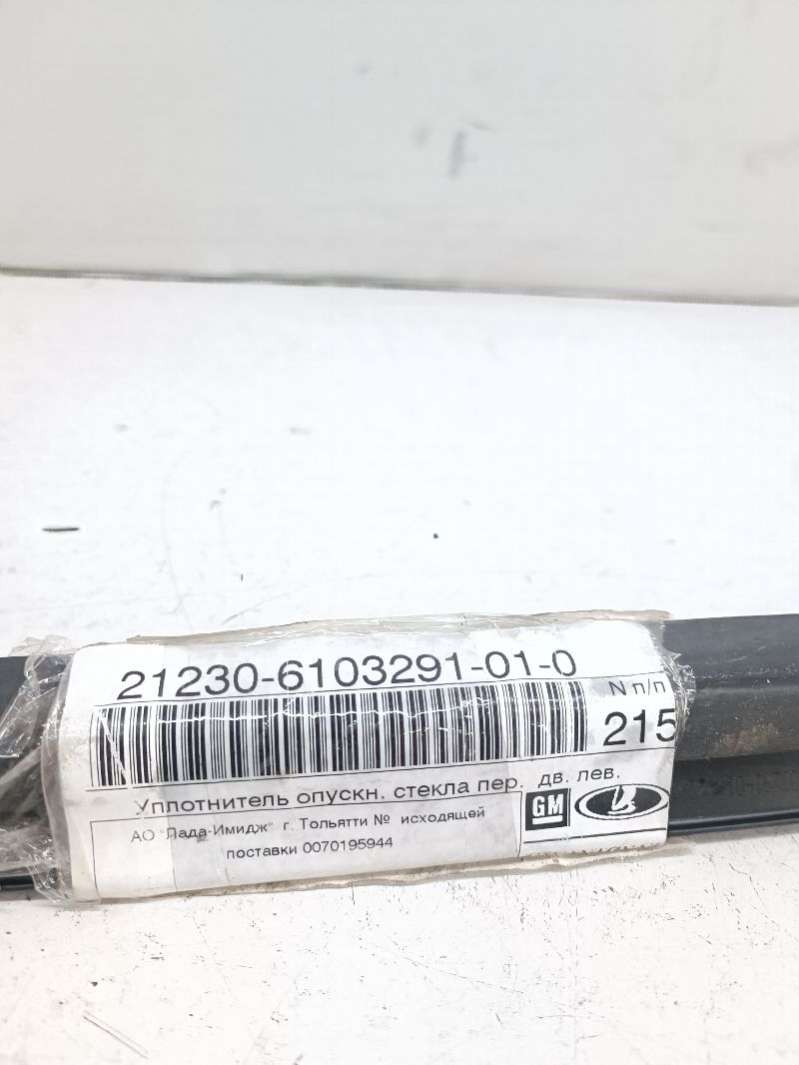 21230-6103291-01-0
N п/п
215
Уплотнитель опускн. стекла пер. дв. лев.
GM
АО "Лада-Имидж" г. Тольятти № исходящей
поставки 0070195944